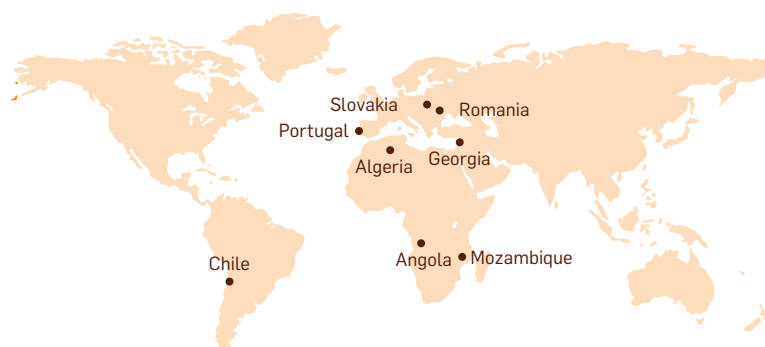 Slovakia
Romania
Portugal
Georgia
Algeria
Angola
Mozambique
Chile